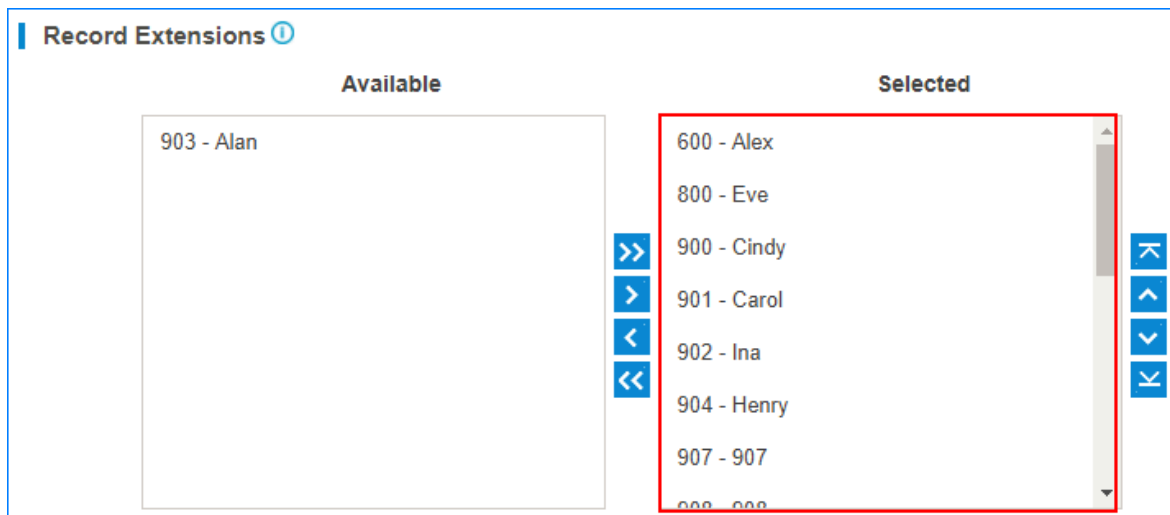 Record Extensions
Available
Selected
903 - Alan
600 - Alex
800 - Eve
900 - Cindy
901 - Carol
902 - Ina
904 - Henry
907 - 907